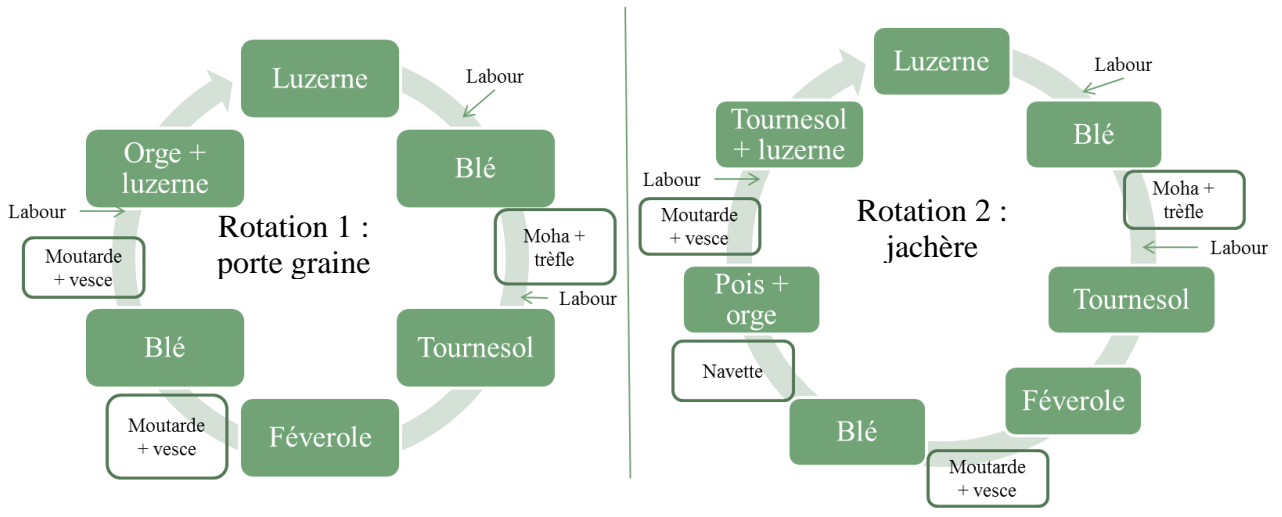 Luzerne
Labour
Blé
Moha +
trèfle
Labour
Tournesol
Féverole
Moutarde
+ vesce
Blé
Moutarde
+ vesce
Labour
Orge +
luzerne
Rotation 1 :
porte graine
Luzerne
Labour
Blé
Moha +
trèfle
Labour
Tournesol
Féverole
Moutarde
+ vesce
Blé
Navette
Pois +
orge
Moutarde
+ vesce
Labour
Tournesol
+ luzerne
Rotation 2 :
jachère